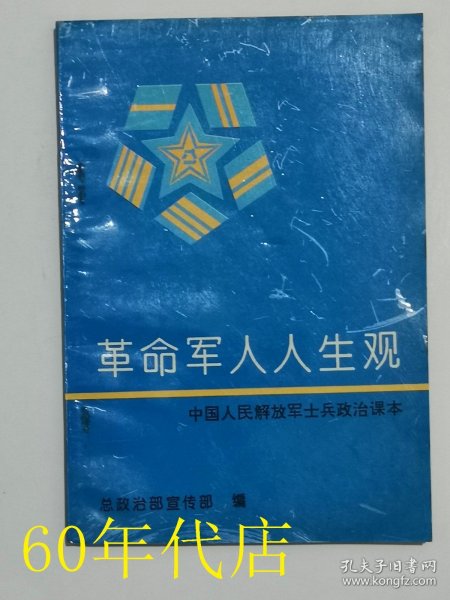 革命军人人生观
中国人民解放军士兵政治课本
总政治部宣传部 编
60年代店
孔夫子旧书网
www.kongfz.com